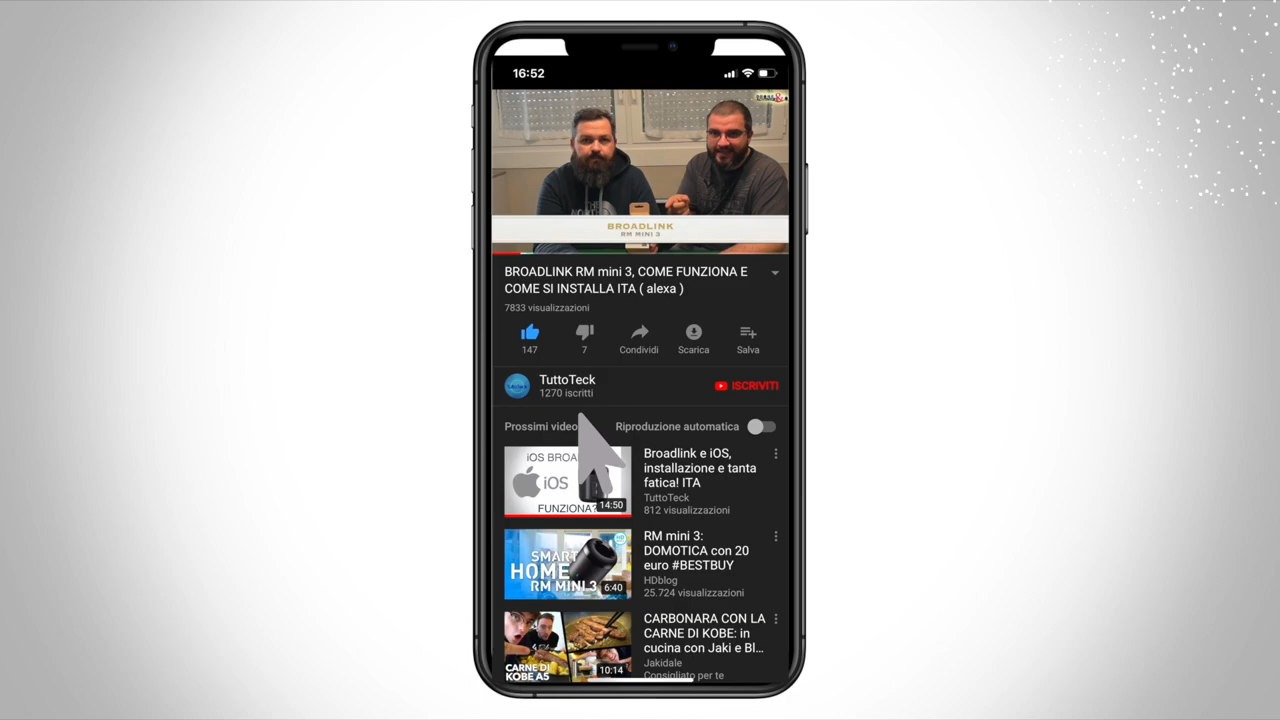 16:52
BROADLINK
RM MINI 3
BROADLINK RM mini 3, COME FUNZIONA E
COME SI INSTALLA ITA ( alexa )
7833 visualizzazioni
147
7
Condividi
Scarica
Salva
TuttoTeck
1270 iscritti
ISCRIVITI
Prossimi video
Riproduzione automatica
iOS BROA
iOS
FUNZIONA?
14:50
Broadlink e iOS,
installazione e tanta
fatica! ITA
TuttoTeck
812 visualizzazioni
SMART
HOME
RM MINI 3
6:40
RM mini 3:
DOMOTICA con 20
euro #BESTBUY
HDblog
25.724 visualizzazioni
CARNE DI
KOBE A5
10:14
CARBONARA CON LA
CARNE DI KOBE: in
cucina con Jaki e Bl...
Jakidale
Consigliato per te